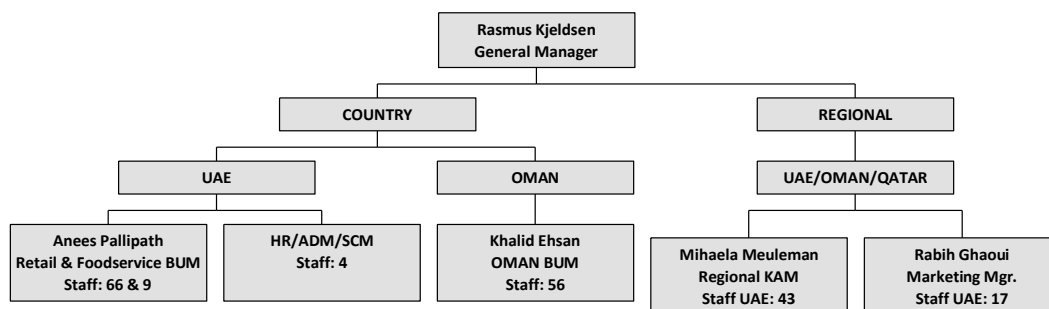 Rasmus Kjeldsen
General Manager
COUNTRY
REGIONAL
UAE
OMAN
UAE/OMAN/QATAR
Anees Pallipath
Retail & Foodservice BUM
Staff: 66 & 9
HR/ADM/SCM
Staff: 4
Khalid Ehsan
OMAN BUM
Staff: 56
Mihaela Meuleman
Regional KAM
Staff UAE: 43
Rabih Ghaoui
Marketing Mgr.
Staff UAE: 17